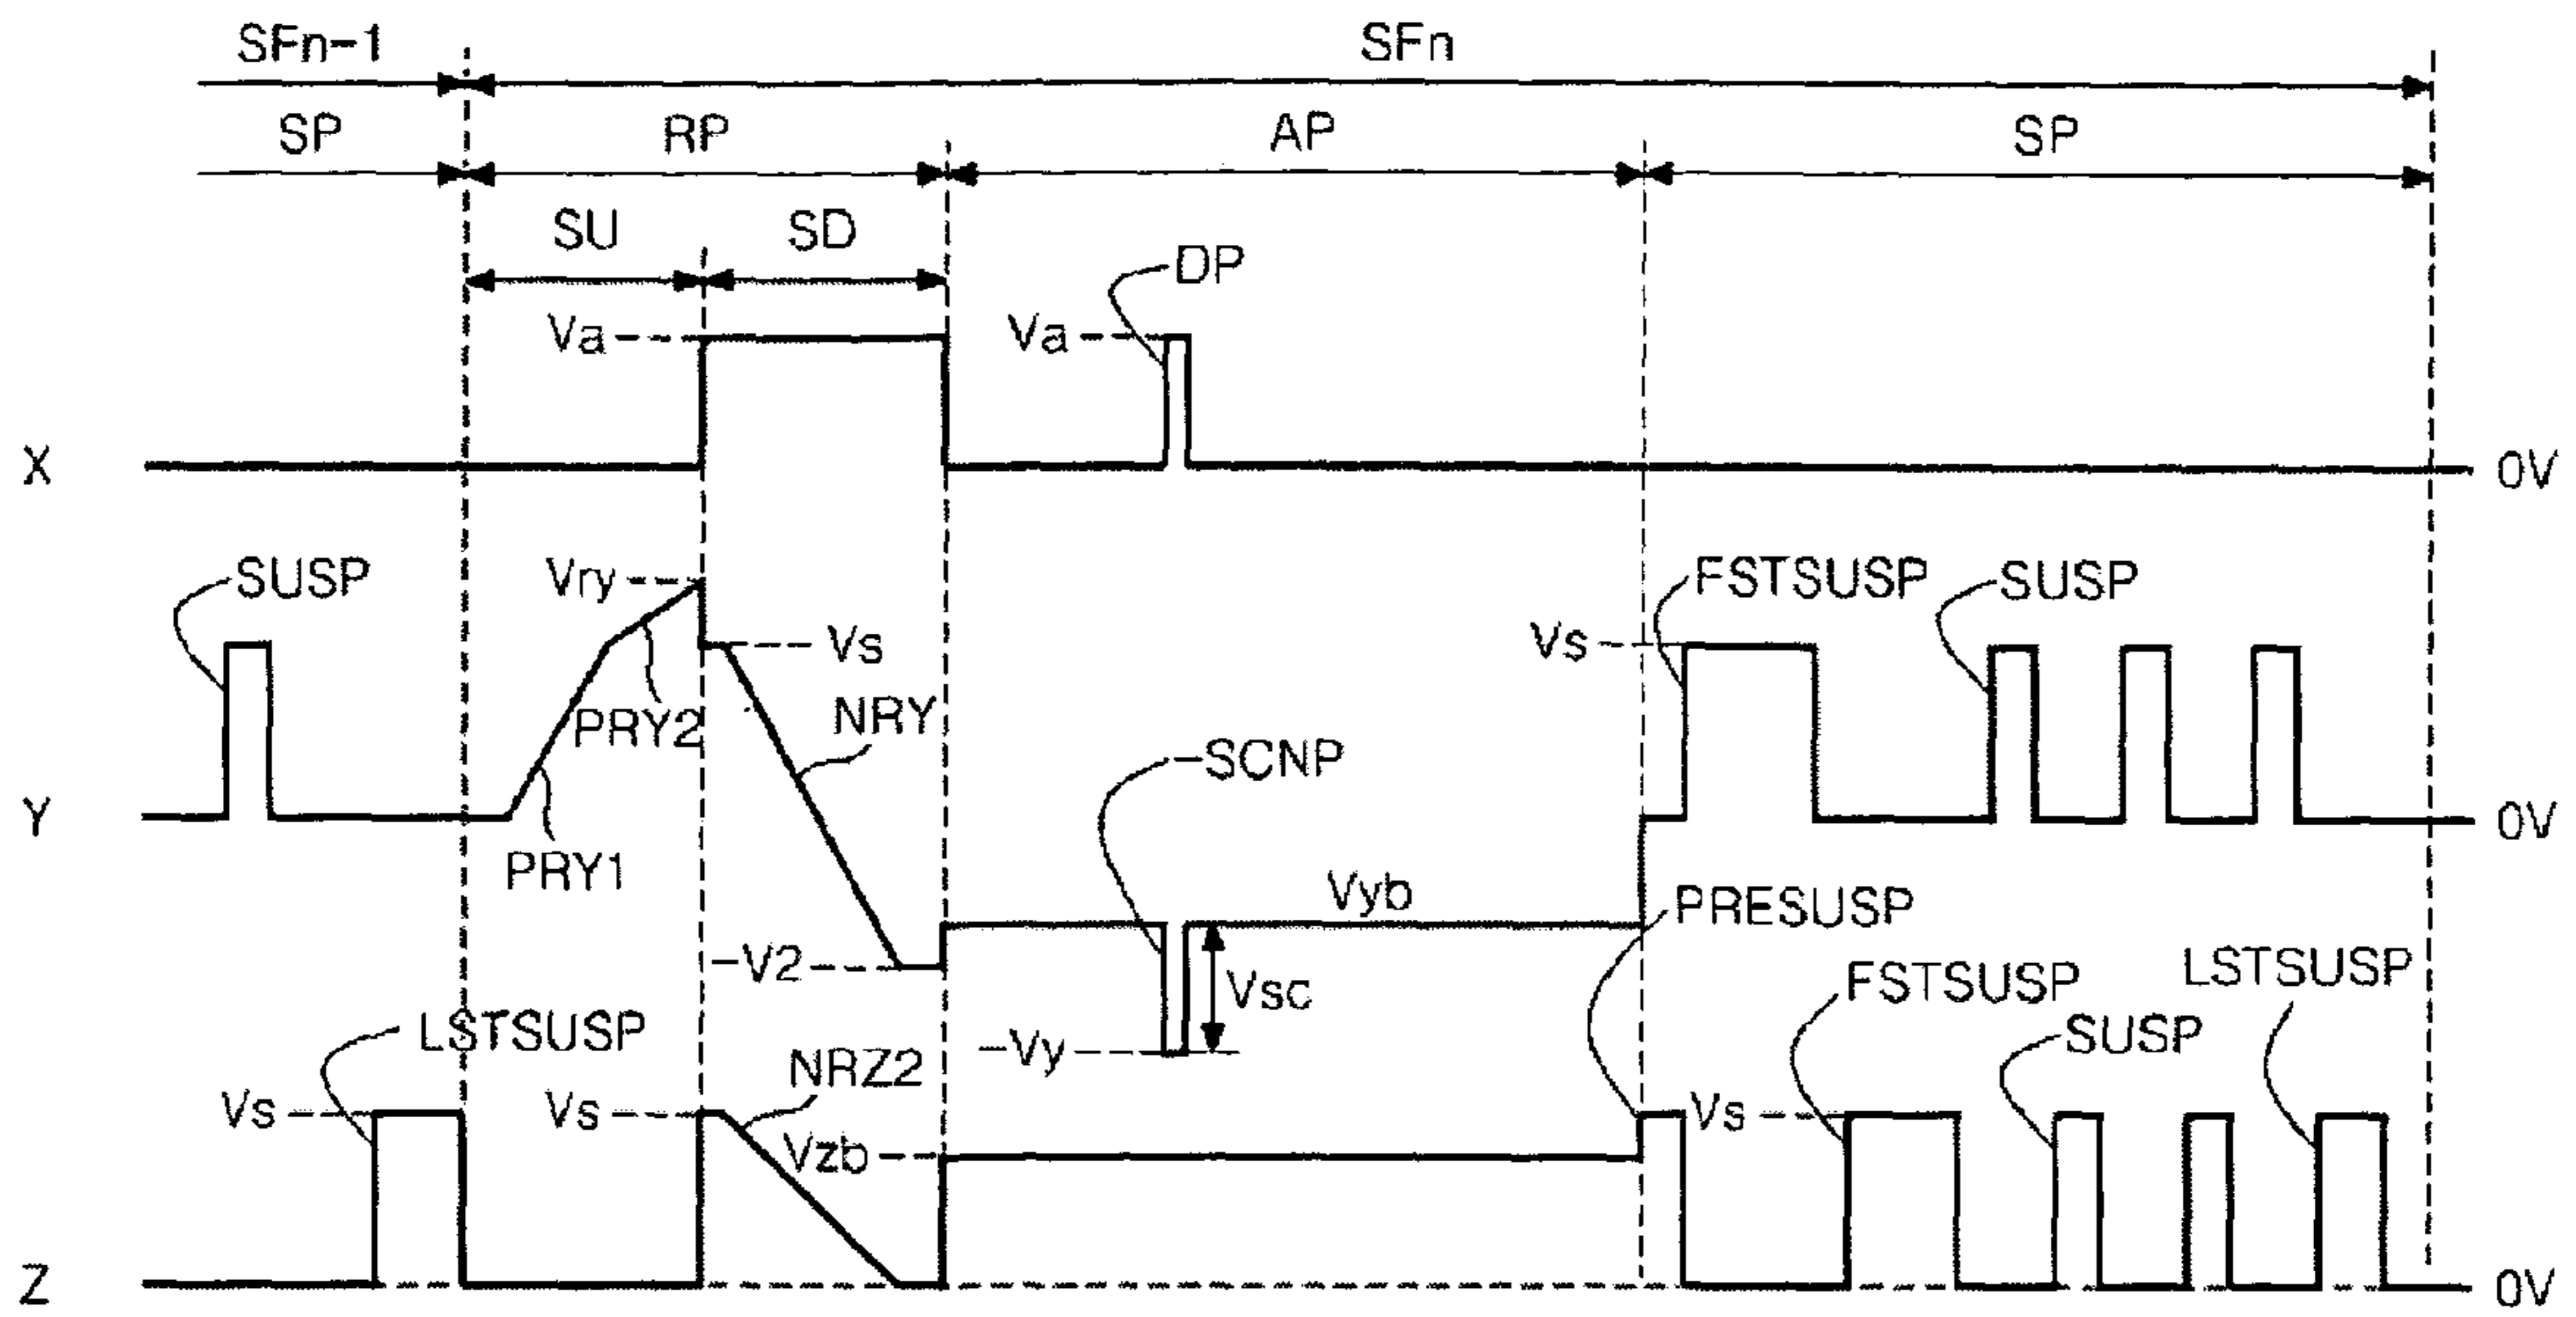 SFn-1
SFn
SP
RP
AP
SP
SU
SD
DP
Va
Va
X
0V
SUSP
Vry
Vs
FSTSUSP
SUSP
Vs
PRY2
NRY
-SCNP
Y
0V
PRY1
Vyb
PRESUSP
-V2
Vsc
FSTSUSP
LSTSUSP
LSTSUSP
NRZ2
-Vy
SUSP
Vs
Vs
Vs
Vzb
Z
0V